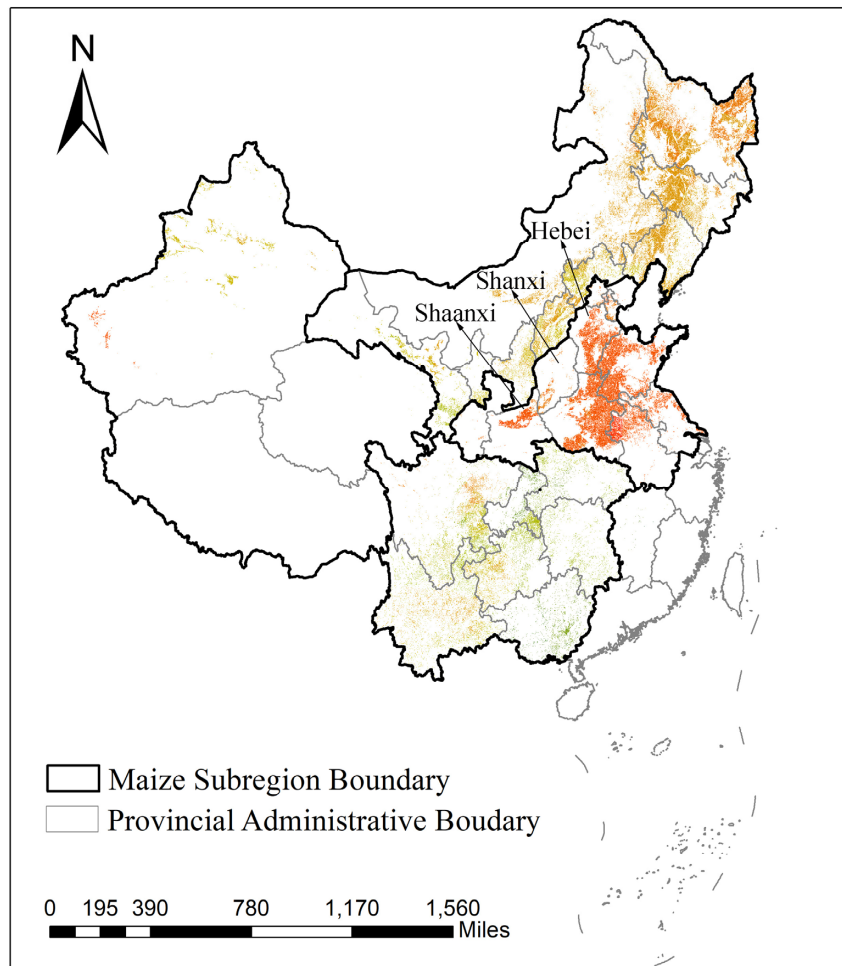 N
Hebei
Shanxi
Shaanxi
Maize Subregion Boundary
Provincial Administrative Boudary
0 195 390 780 1,170 1,560
Miles